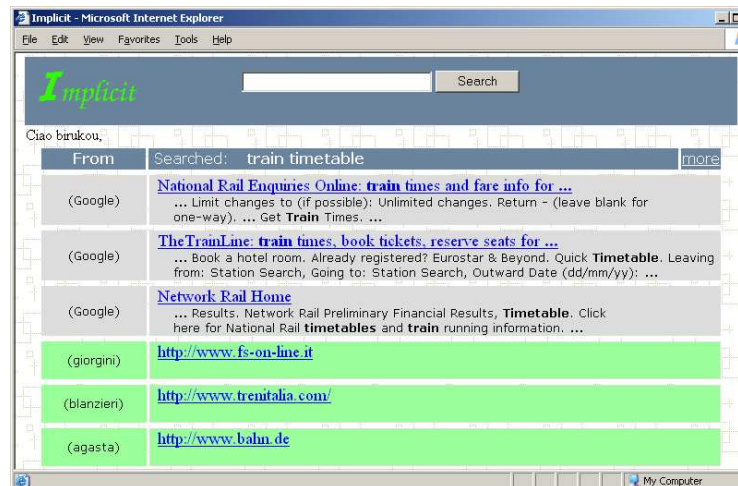 Implicit - Microsoft Internet Explorer
File Edit View Favorites Tools Help
Implicit
Search
Ciao birukou,
From Searched: train timetable more
(Google)
National Rail Enquiries Online: train times and fare info for ...
... Limit changes to (if possible): Unlimited changes. Return - (leave blank for
one-way). ... Get Train Times. ...
(Google)
TheTrainLine: train times, book tickets, reserve seats for ...
... Book a hotel room. Already registered? Eurostar & Beyond. Quick Timetable. Leaving
from: Station Search, Going to: Station Search, Outward Date (dd/mm/yy): ...
(Google)
Network Rail Home
... Results. Network Rail Preliminary Financial Results, Timetable. Click
here for National Rail timetables and train running information. ...
(giorgini) http://www.fs-on-line.it
(blanzieri) http://www.trenitalia.com/
(agasta) http://www.bahn.de
My Computer